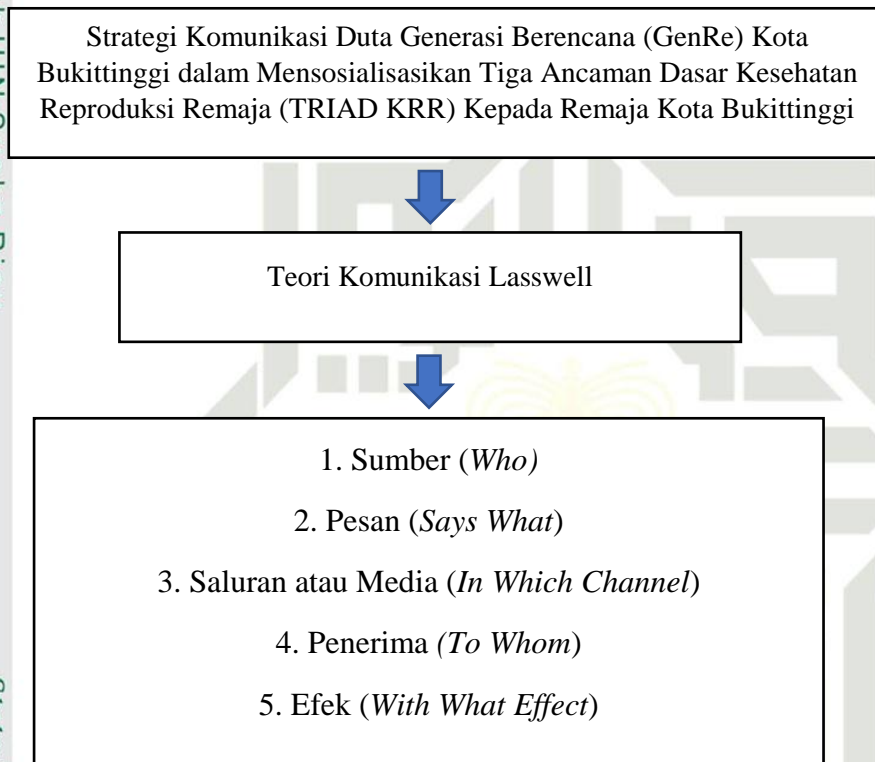 Strategi Komunikasi Duta Generasi Berencana (GenRe) Kota
Bukittinggi dalam Mensosialisasikan Tiga Ancaman Dasar Kesehatan
Reproduksi Remaja (TRIAD KRR) Kepada Remaja Kota Bukittinggi
Teori Komunikasi Lasswell
1. Sumber (Who)
2. Pesan (Says What)
3. Saluran atau Media (In Which Channel)
4. Penerima (To Whom)
5. Efek (With What Effect)